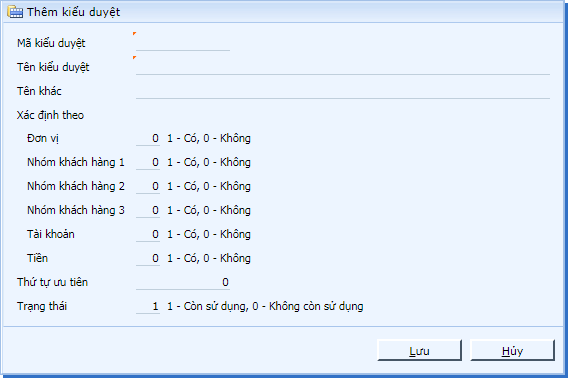 Thêm kiểu duyệt
Mã kiểu duyệt
Tên kiểu duyệt
Tên khác
Xác định theo
Đơn vị 0 1 - Có, 0 - Không
Nhóm khách hàng 1 0 1 - Có, 0 - Không
Nhóm khách hàng 2 0 1 - Có, 0 - Không
Nhóm khách hàng 3 0 1 - Có, 0 - Không
Tài khoản 0 1 - Có, 0 - Không
Tiền 0 1 - Có, 0 - Không
Thứ tự ưu tiên 0
Trạng thái 1 1 - Còn sử dụng, 0 - Không còn sử dụng
Lưu Hủy